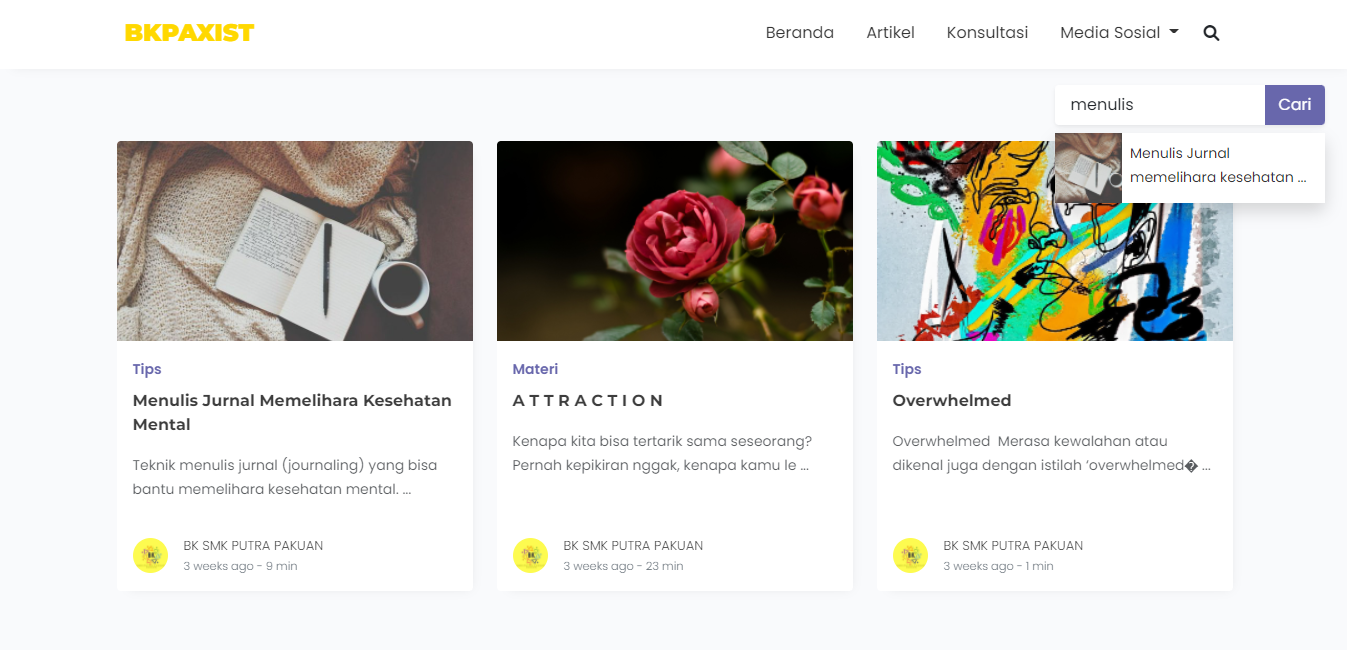 BKPAXIST
Beranda
Artikel
Konsultasi
Media Sosial
menulis
Cari
Menulis Jurnal
memelihara kesehatan ...
Tips
Menulis Jurnal Memelihara Kesehatan
Mental
Teknik menulis jurnal (journaling) yang bisa
bantu memelihara kesehatan mental. ...
BK SMK PUTRA PAKUAN
3 weeks ago - 9 min
Materi
A T T R A C T I O N
Kenapa kita bisa tertarik sama seseorang?
Pernah kepikiran nggak, kenapa kamu le ...
BK SMK PUTRA PAKUAN
3 weeks ago - 23 min
Tips
Overwhelmed
Overwhelmed  Merasa kewalahan atau
dikenal juga dengan istilah ‘overwhelmed� ...
BK SMK PUTRA PAKUAN
3 weeks ago - 1 min